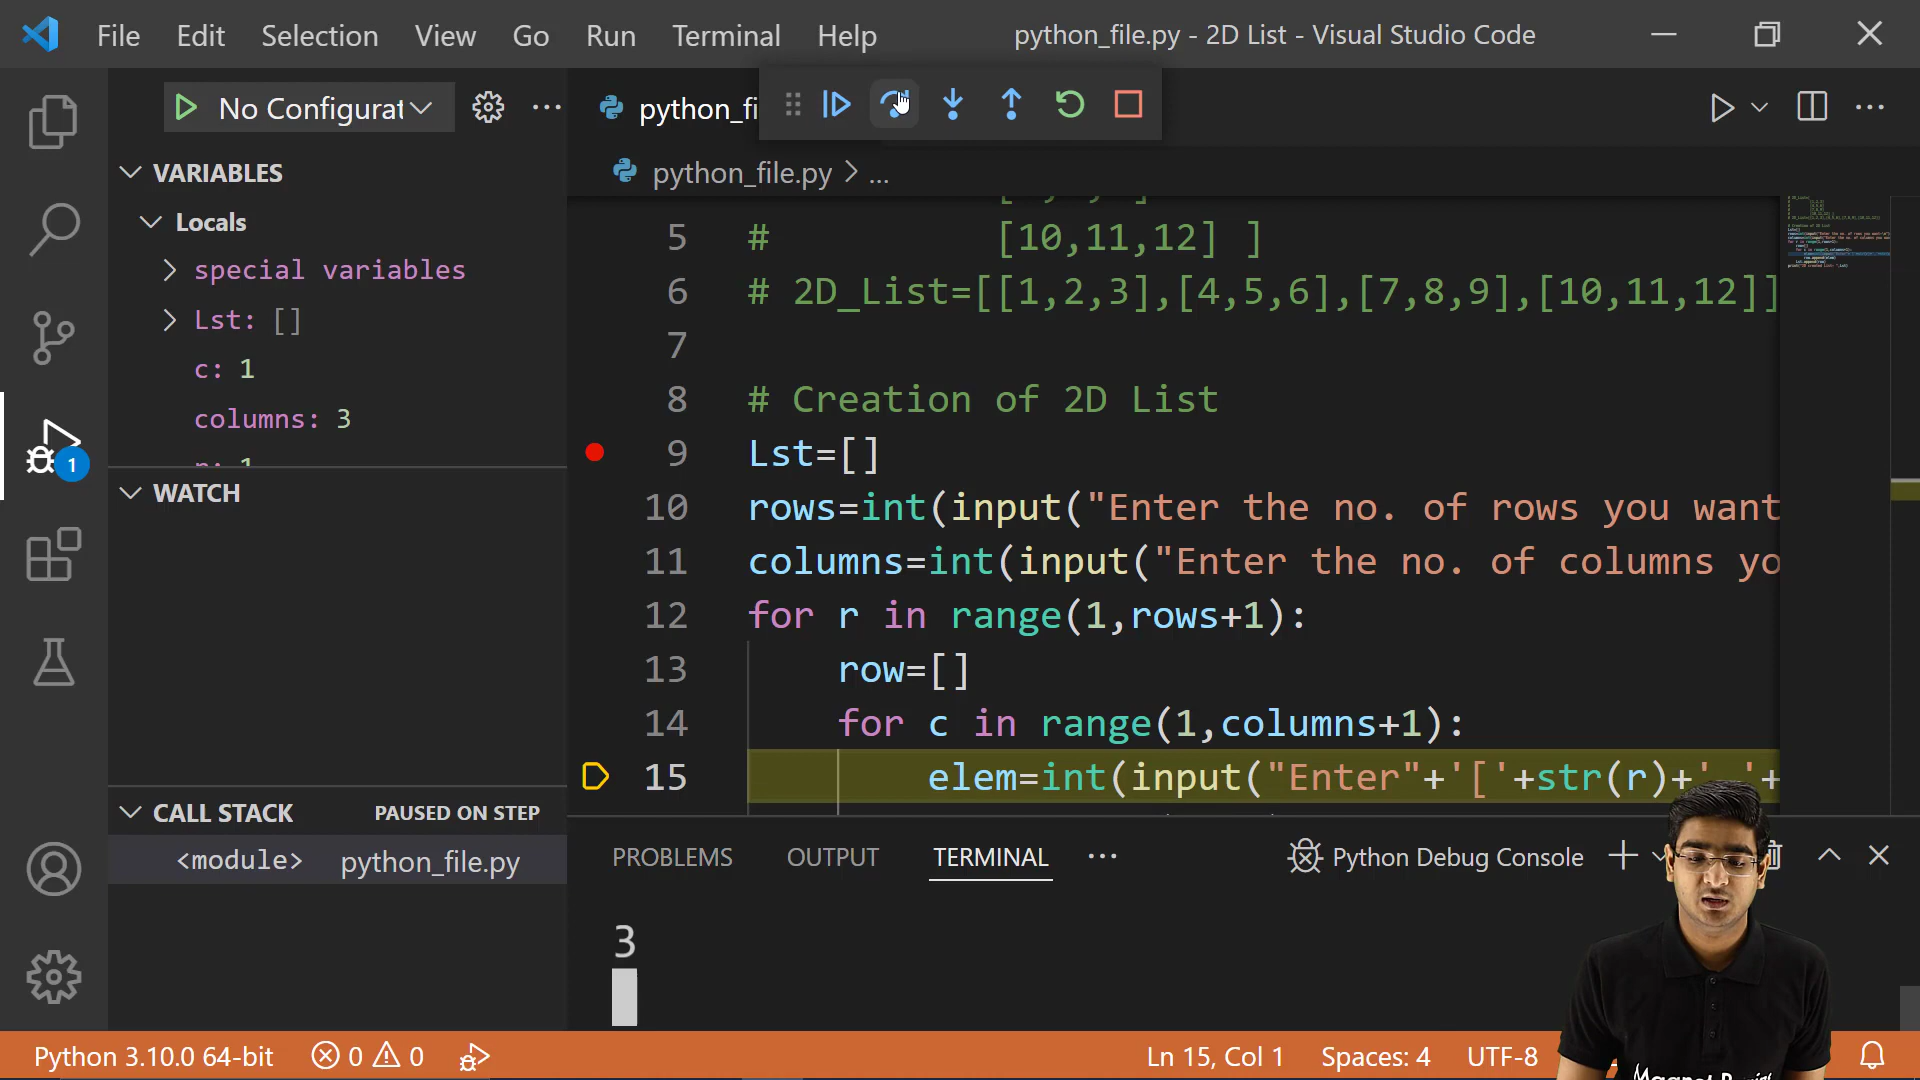 File Edit Selection View Go Run Terminal Help
python_file.py - 2D List - Visual Studio Code
No Configurat
python_fi
python_file.py > ...
VARIABLES
Locals
special variables
Lst: []
c: 1
columns: 3
WATCH
CALL STACK
PAUSED ON STEP
<module>
python_file.py
5 # [10,11,12] ]
6 # 2D_List=[[1,2,3],[4,5,6],[7,8,9],[10,11,12]]
7
8 # Creation of 2D List
9 Lst=[]
10 rows=int(input("Enter the no. of rows you want
11 columns=int(input("Enter the no. of columns yo
12 for r in range(1,rows+1):
13 row=[]
14 for c in range(1,columns+1):
15 elem=int(input("Enter"+'['+str(r)+'
PROBLEMS OUTPUT TERMINAL ...
Python Debug Console
3
1
Python 3.10.0 64-bit
0 0
Ln 15, Col 1
Spaces: 4
UTF-8